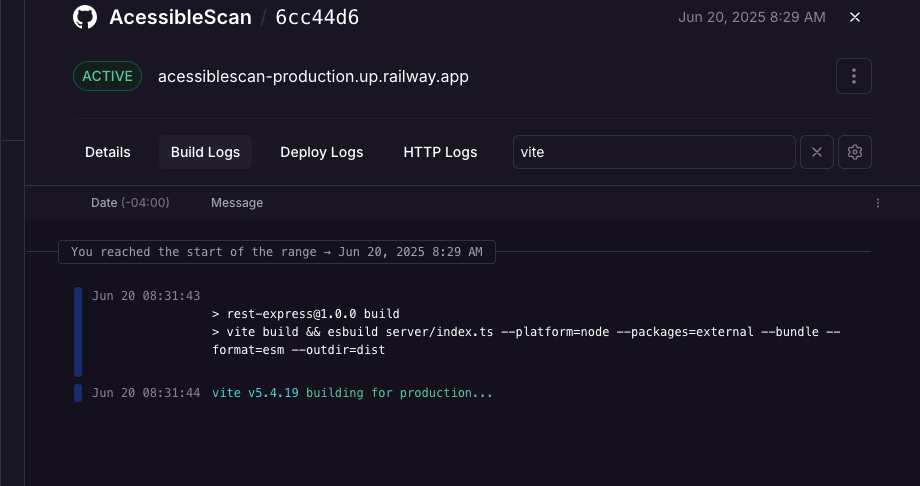 AcessibleScan / 6cc44d6 Jun 20, 2025 8:29 AM
ACTIVE acessiblescan-production.up.railway.app
Details Build Logs Deploy Logs HTTP Logs vite
Date (-04:00) Message
You reached the start of the range → Jun 20, 2025 8:29 AM
Jun 20 08:31:43
> rest-express@1.0.0 build
> vite build && esbuild server/index.ts --platform=node --packages=external --bundle --
format=esm --outdir=dist
Jun 20 08:31:44 vite v5.4.19 building for production...